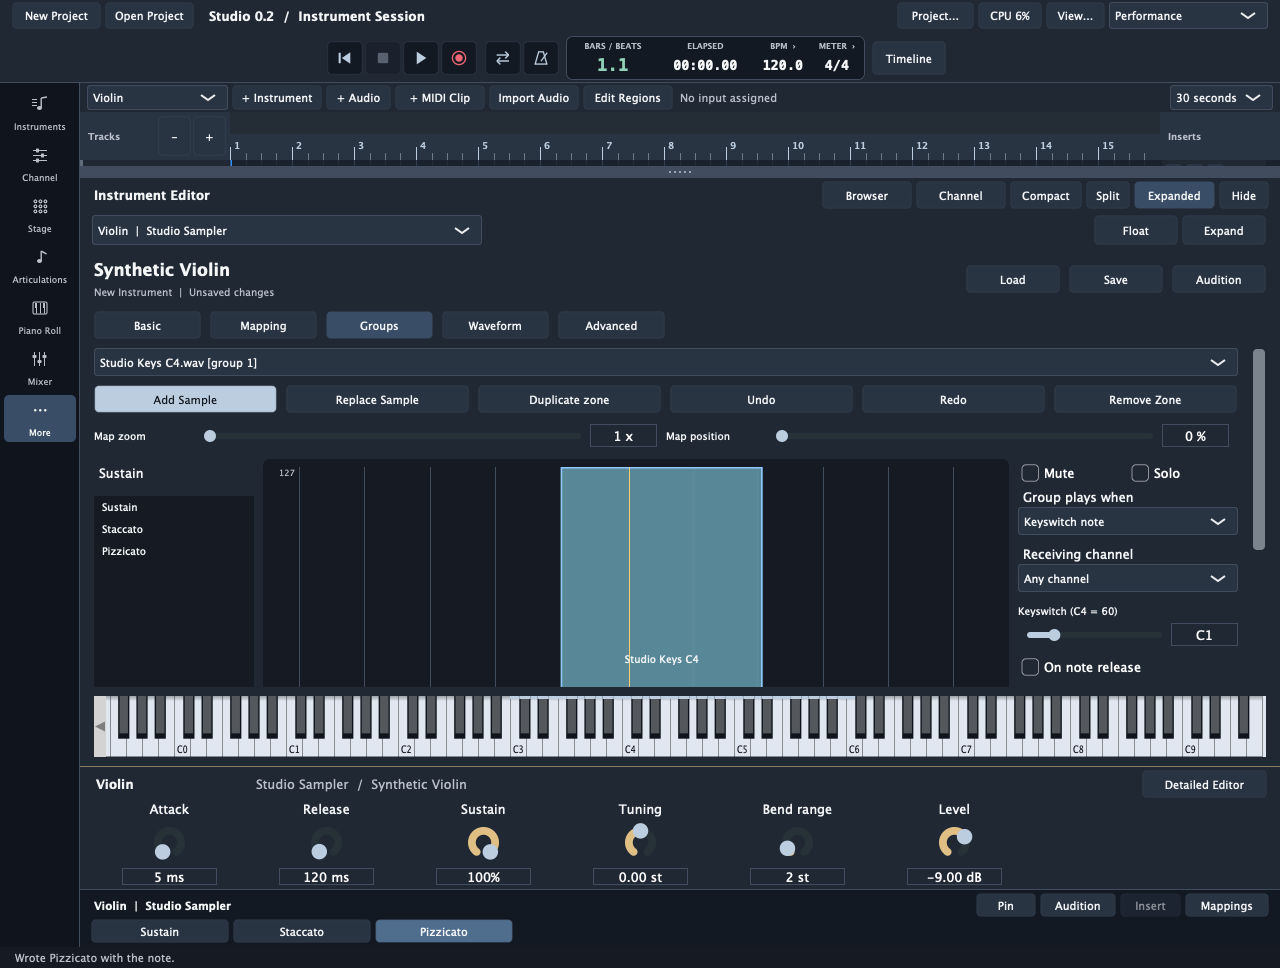 New Project Open Project Studio 0.2 / Instrument Session Project... CPU 6% View... Performance
BARS / BEATS ELAPSED BPM › METER ›
1.1 00:00.00 120.0 4/4 Timeline
Violin + Instrument + Audio + MIDI Clip Import Audio Edit Regions No input assigned 30 seconds
Instruments
Channel
Stage
Articulations
Piano Roll
Mixer
More
Tracks - + 1 2 3 4 5 6 7 8 9 10 11 12 13 14 15 Inserts
Instrument Editor Browser Channel Compact Split Expanded Hide
Violin | Studio Sampler Float Expand
Synthetic Violin
New Instrument | Unsaved changes Load Save Audition
Basic Mapping Groups Waveform Advanced
Studio Keys C4.wav [group 1]
Add Sample Replace Sample Duplicate zone Undo Redo Remove Zone
Map zoom 1 x Map position 0 %
Sustain 127 Mute Solo
Sustain
Staccato
Pizzicato
Studio Keys C4
Group plays when
Keyswitch note
Receiving channel
Any channel
Keyswitch (C4 = 60)
C1
On note release
C0 C1 C2 C3 C4 C5 C6 C7 C8 C9
Violin Studio Sampler / Synthetic Violin Detailed Editor
Attack Release Sustain Tuning Bend range Level
5 ms 120 ms 100% 0.00 st 2 st -9.00 dB
Violin | Studio Sampler Pin Audition Insert Mappings
Sustain Staccato Pizzicato
Wrote Pizzicato with the note.